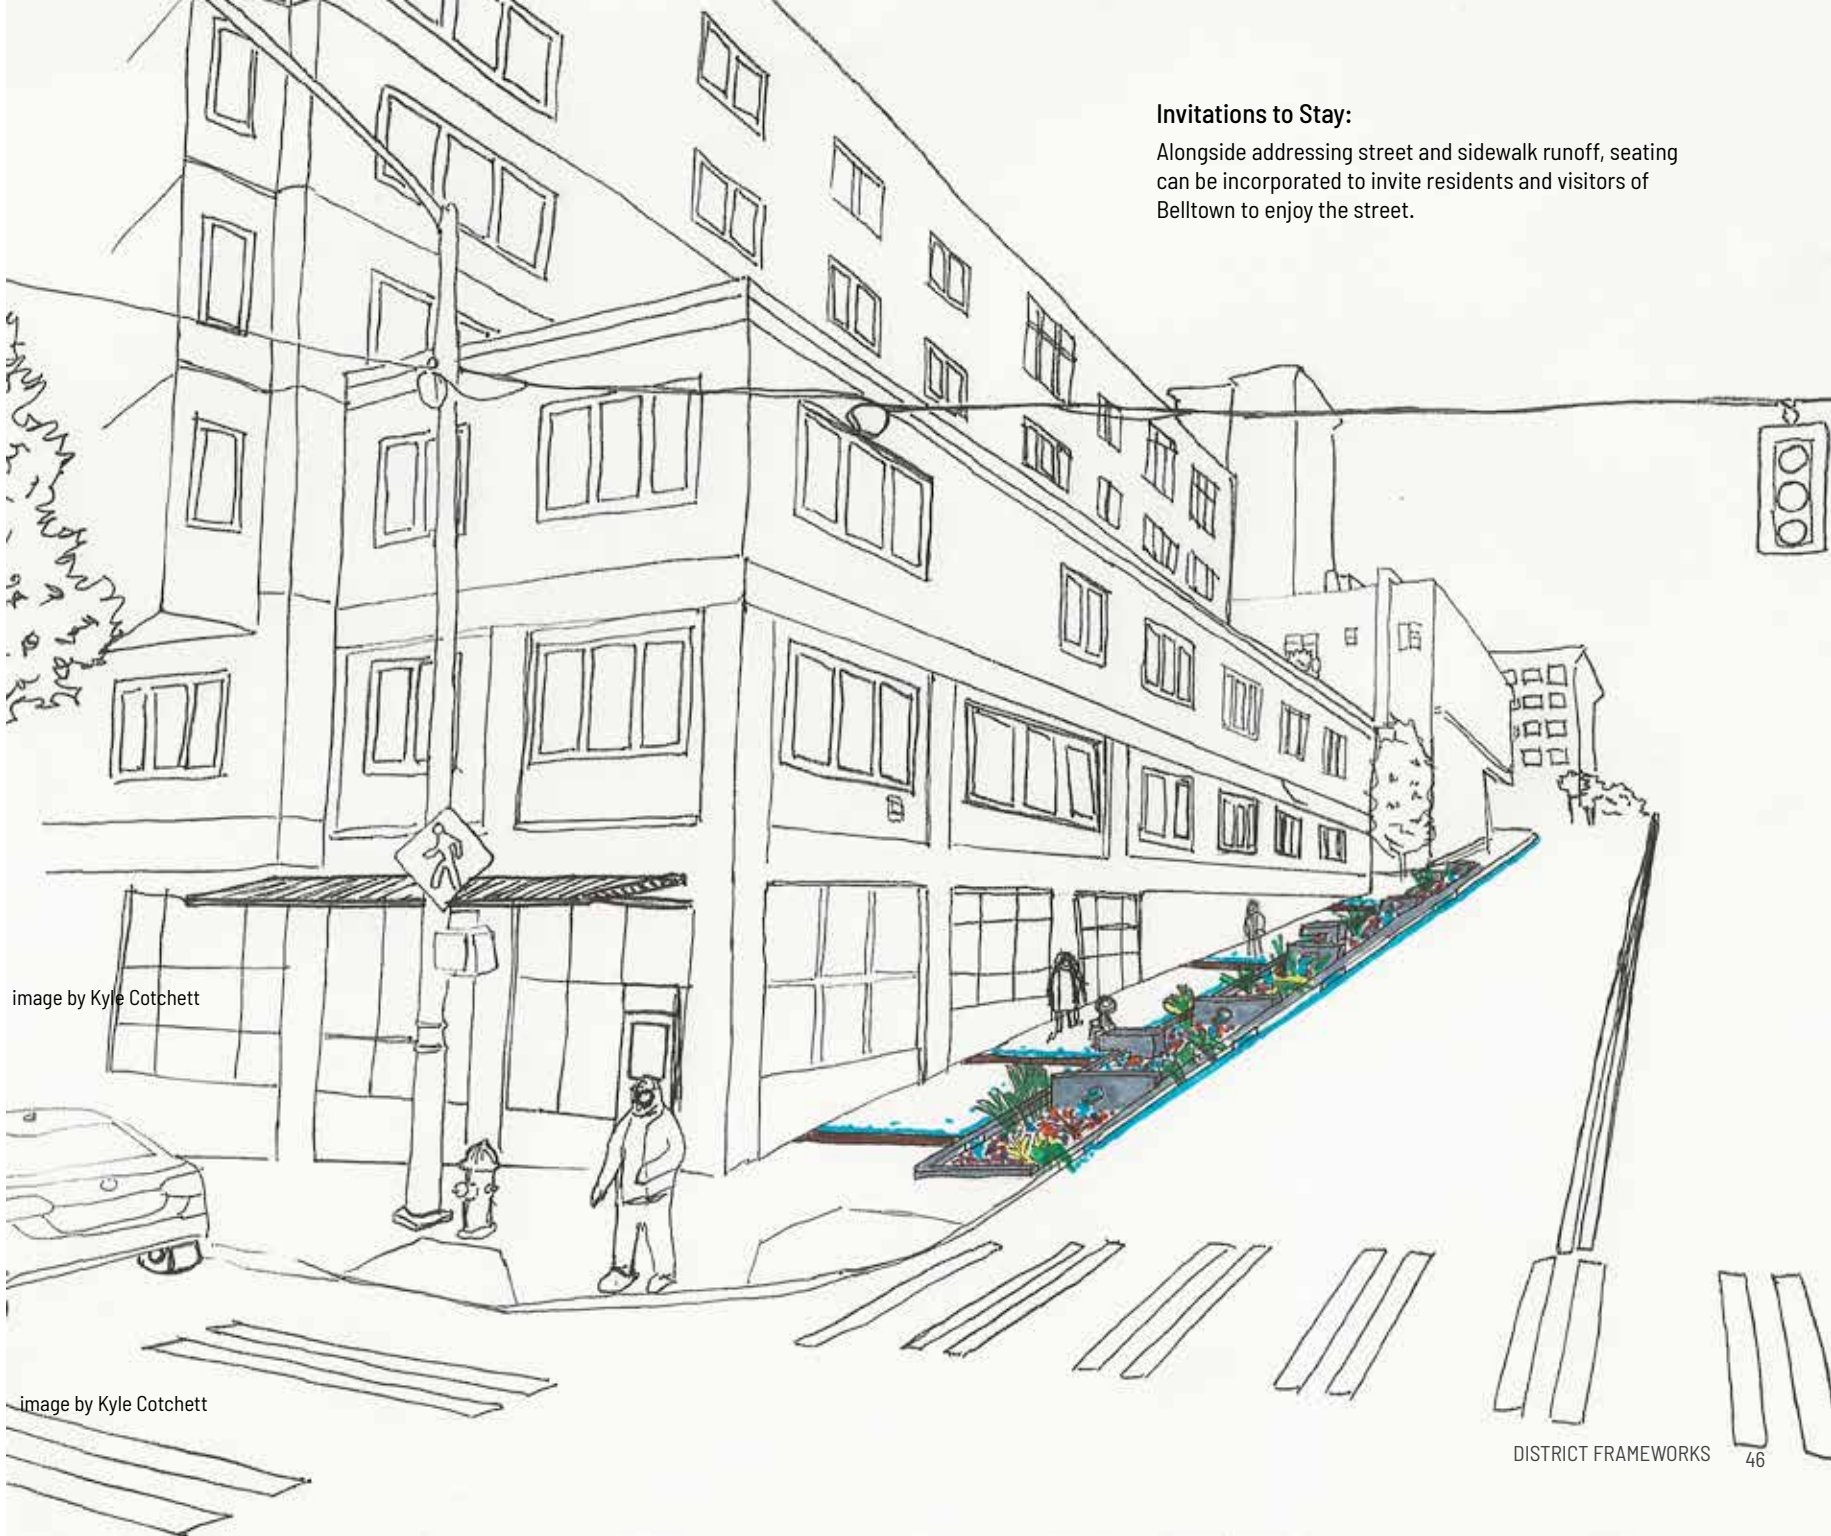 Invitations to Stay:
Alongside addressing street and sidewalk runoff, seating
can be incorporated to invite residents and visitors of
Belltown to enjoy the street.
image by Kyle Cotchett
image by Kyle Cotchett
DISTRICT FRAMEWORKS 46